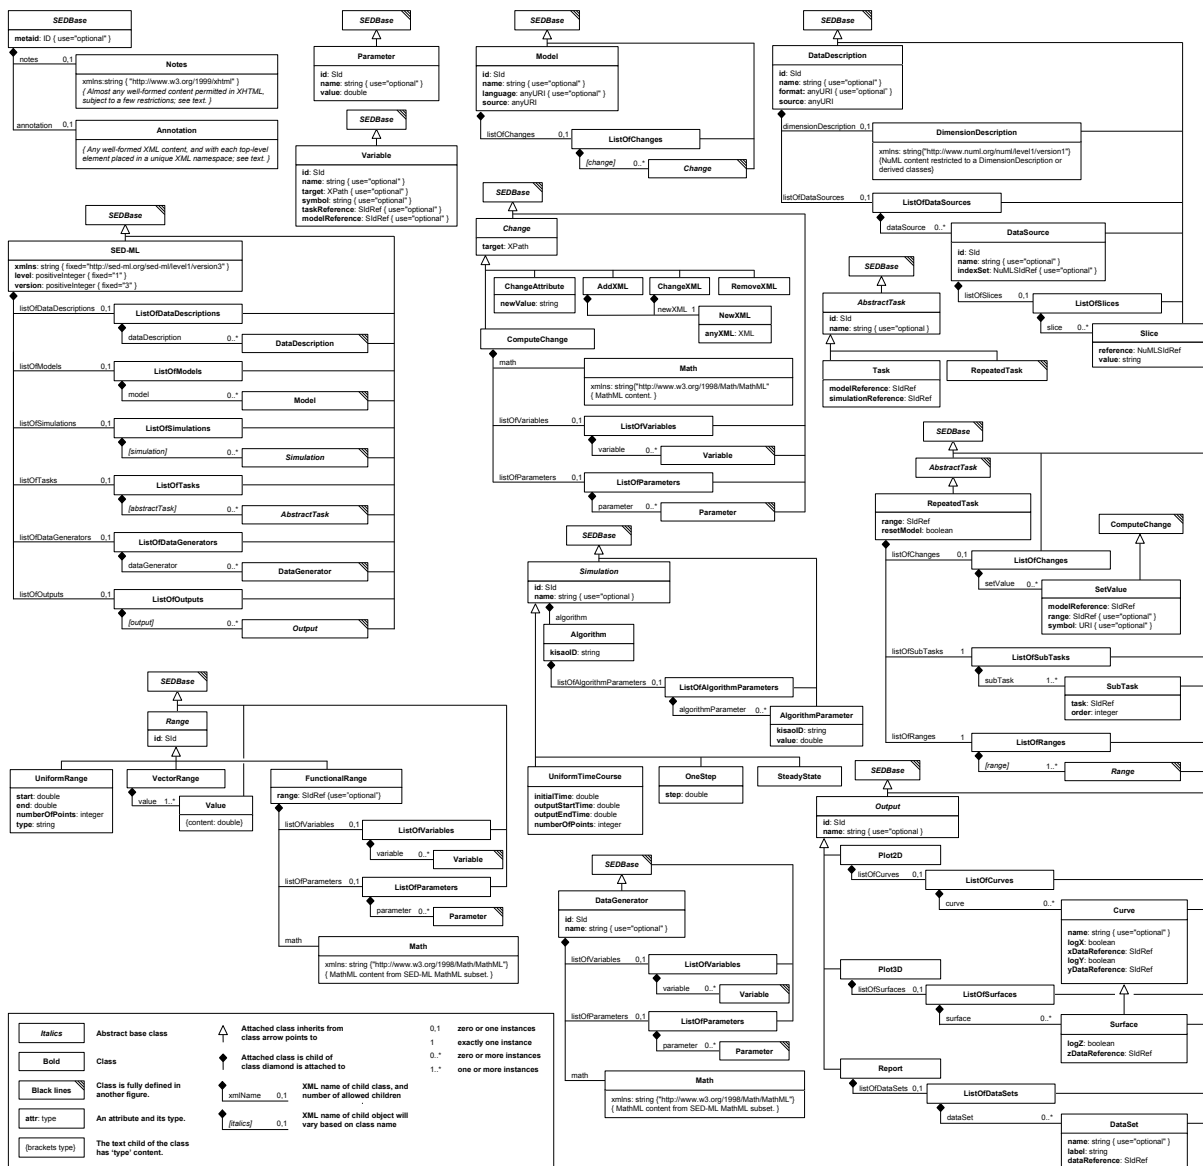 SEDBase
metaid: ID { use="optional" }
notes 0,1
Notes
xmlns:string { "http://www.w3.org/1999/xhtml" }
{ Almost any well-formed content permitted in XHTML,
subject to a few restrictions; see text. }
annotation 0,1
Annotation
{ Any well-formed XML content, and with each top-level
element placed in a unique XML namespace; see text. }
SEDBase
Parameter
id: SId
name: string { use="optional" }
value: double
SEDBase
Variable
id: SId
name: string { use="optional" }
target: XPath { use="optional" }
symbol: string { use="optional" }
taskReference: SIdRef { use="optional" }
modelReference: SIdRef { use="optional" }
SEDBase
Model
id: SId
name: string { use="optional" }
language: anyURI { use="optional" }
source: anyURI
listOfChanges 0,1
ListOfChanges
[change] 0..*
Change
SEDBase
DataDescription
id: SId
name: string { use="optional" }
format: anyURI { use="optional" }
source: anyURI
dimensionDescription 0,1
DimensionDescription
xmlns: string{"http://www.numl.org/numl/level1/version1"}
{NuML content restricted to a DimensionDescription or
derived classes}
listOfDataSources 0,1
ListOfDataSources
dataSource 0..*
DataSource
id: SId
name: string { use="optional" }
indexSet: NuMLSIdRef { use="optional" }
listOfSlices 0,1
ListOfSlices
slice 0..*
Slice
reference: NuMLSIdRef
value: string
SEDBase
SED-ML
xmlns: string { fixed="http://sed-ml.org/sed-ml/level1/version3" }
level: positiveInteger { fixed="1" }
version: positiveInteger { fixed="3" }
listOfDataDescriptions 0,1
ListOfDataDescriptions
dataDescription 0..*
DataDescription
listOfModels 0,1
ListOfModels
model 0..*
Model
listOfSimulations 0,1
ListOfSimulations
[simulation] 0..*
Simulation
listOfTasks 0,1
ListOfTasks
[abstractTask] 0..*
AbstractTask
listOfDataGenerators 0,1
ListOfDataGenerators
dataGenerator 0..*
DataGenerator
listOfOutputs 0,1
ListOfOutputs
[output] 0..*
Output
SEDBase
Change
target: XPath
ChangeAttribute
newValue: string
AddXML
ChangeXML
RemoveXML
newXML 1
NewXML
anyXML: XML
ComputeChange
math
Math
xmlns: string{"http://www.w3.org/1998/Math/MathML"
{ MathML content. }
listOfVariables 0,1
ListOfVariables
variable 0..*
Variable
listOfParameters 0,1
ListOfParameters
parameter 0..*
Parameter
SEDBase
AbstractTask
id: SId
name: string { use="optional }
Task
modelReference: SIdRef
simulationReference: SIdRef
RepeatedTask
SEDBase
AbstractTask
RepeatedTask
range: SIdRef
resetModel: boolean
listOfChanges 0,1
ListOfChanges
setValue 0..*
ComputeChange
SetValue
modelReference: SIdRef
range: SIdRef { use="optional" }
symbol: URI { use="optional" }
listOfSubTasks 1
ListOfSubTasks
subTask 1..*
SubTask
task: SIdRef
order: integer
listOfRanges 1
ListOfRanges
[range] 1..*
Range
SEDBase
Simulation
id: SId
name: string { use="optional }
algorithm
Algorithm
kisaoID: string
listOfAlgorithmParameters 0,1
ListOfAlgorithmParameters
algorithmParameter 0..*
AlgorithmParameter
kisaoID: string
value: double
UniformTimeCourse
initialTime: double
outputStartTime: double
outputEndTime: double
numberOfPoints: integer
OneStep
step: double
SteadyState
SEDBase
Range
id: SId
UniformRange
start: double
end: double
numberOfPoints: integer
type: string
VectorRange
value 1..*
Value
{content: double}
FunctionalRange
range: SIdRef {use="optional"}
listOfVariables 0,1
ListOfVariables
variable 0..*
Variable
listOfParameters 0,1
ListOfParameters
parameter 0..*
Parameter
math
Math
xmlns: string {"http://www.w3.org/1998/Math/MathML"}
{ MathML content from SED-ML MathML subset. }
SEDBase
DataGenerator
id: SId
name: string { use="optional" }
listOfVariables 0,1
ListOfVariables
variable 0..*
Variable
listOfParameters 0,1
ListOfParameters
parameter 0..*
Parameter
math
Math
xmlns: string {"http://www.w3.org/1998/Math/MathML"}
{ MathML content from SED-ML MathML subset. }
SEDBase
Output
id: SId
name: string { use="optional }
Plot2D
listOfCurves 0,1
ListOfCurves
curve 0..*
Curve
name: string { use="optional" }
logX: boolean
xDataReference: SIdRef
logY: boolean
yDataReference: SIdRef
Plot3D
listOfSurfaces 0,1
ListOfSurfaces
surface 0..*
Surface
logZ: boolean
zDataReference: SIdRef
Report
listOfDataSets 0,1
ListOfDataSets
dataSet 0..*
DataSet
name: string { use="optional" }
label: string
dataReference: SIdRef
Italics
Abstract base class
Bold
Class
Black lines
Class is fully defined in
another figure.
attr: type
An attribute and its type.
{brackets type}
The text child of the class
has 'type' content.
Attached class inherits from
class arrow points to
Attached class is child of
class diamond is attached to
xmlName 0,1
XML name of child class, and
number of allowed children
[italics] 0,1
XML name of child object will
vary based on class name
0,1 zero or one instances
1 exactly one instance
0..* zero or more instances
1..* one or more instances